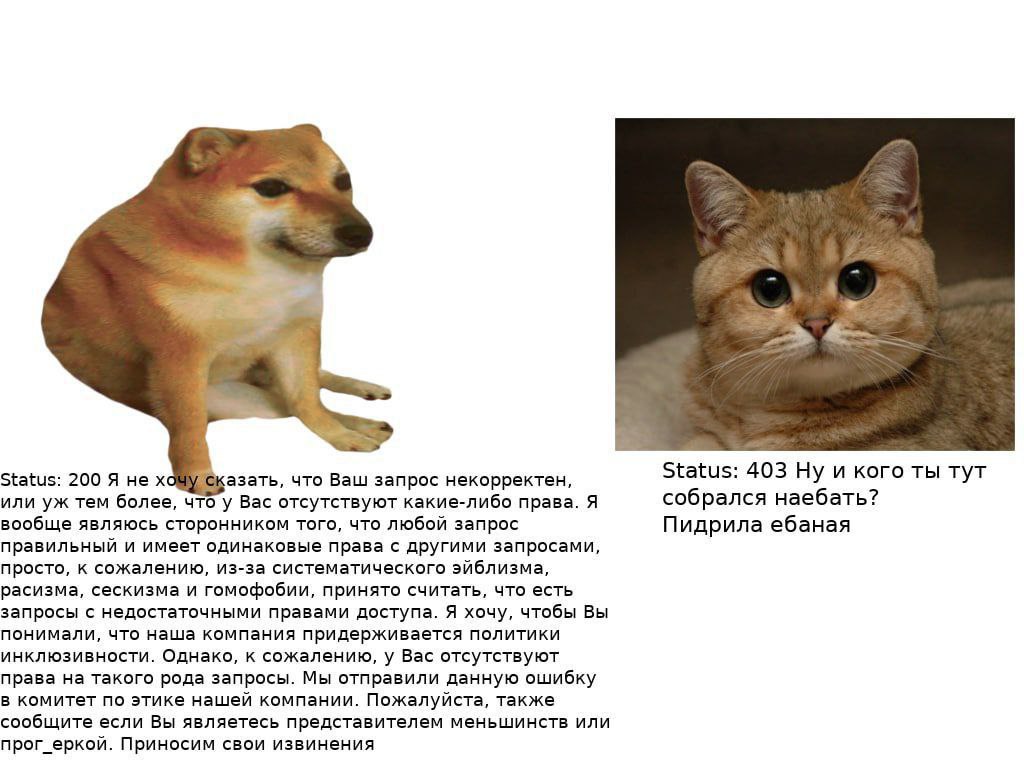 Status: 200 Я не хочу сказать, что Ваш запрос некорректен,
или уж тем более, что у Вас отсутствуют какие-либо права. Я
вообще являюсь сторонником того, что любой запрос
правильный и имеет одинаковые права с другими запросами,
просто, к сожалению, из-за систематического эйблизма,
расизма, сескизма и гомофобии, принято считать, что есть
запросы с недостаточными правами доступа. Я хочу, чтобы Вы
понимали, что наша компания придерживается политики
инклюзивности. Однако, к сожалению, у Вас отсутствуют
права на такого рода запросы. Мы отправили данную ошибку
в комитет по этике нашей компании. Пожалуйста, также
сообщите если Вы являетесь представителем меньшинств или
прог_еркой. Приносим свои извинения
Status: 403 Ну и кого ты тут
собрался наебать?
Пидрила ебаная